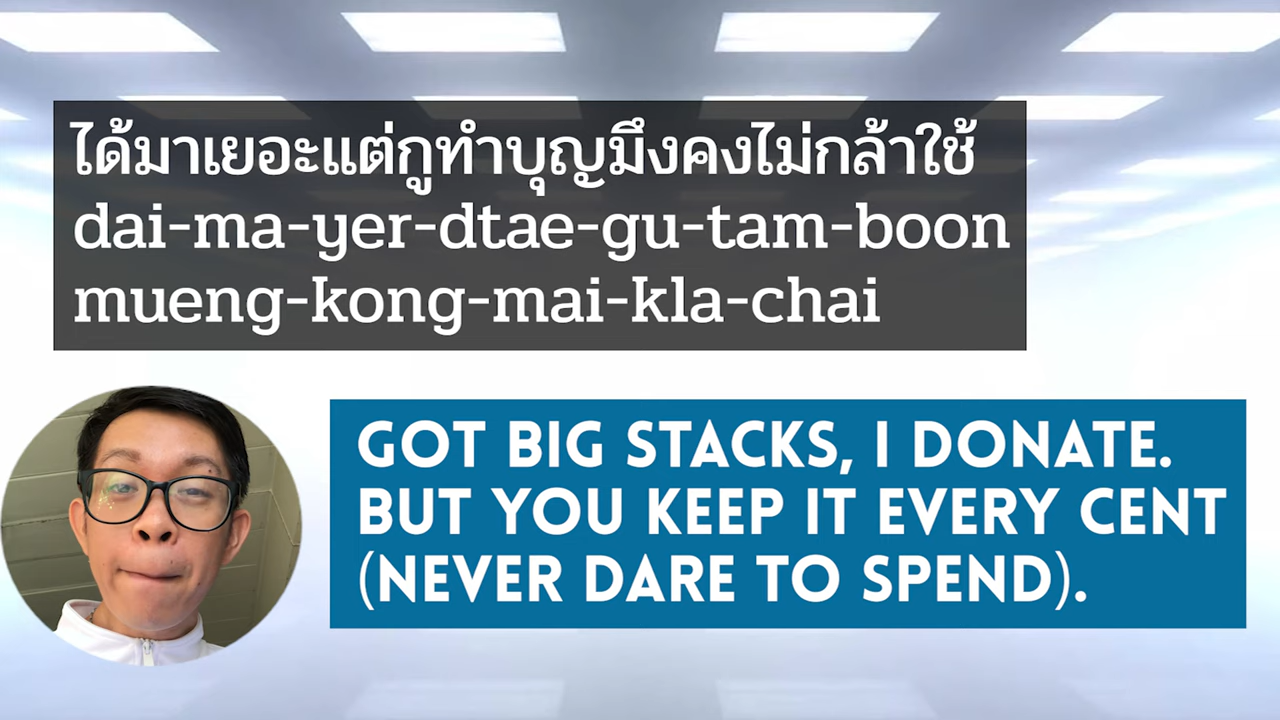 ได้มาเยอะแต่กูทำบุญมึงคงไม่กล้าใช้
dai-ma-yer-dtae-gu-tam-boon
mueng-kong-mai-kla-chai
GOT BIG STACKS, I DONATE.
BUT YOU KEEP IT EVERY CENT
(NEVER DARE TO SPEND).